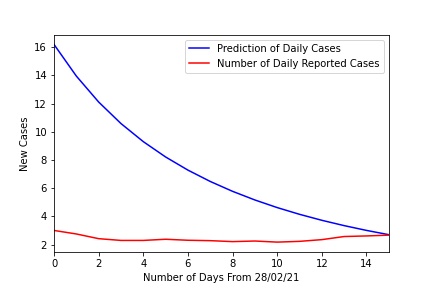 Prediction of Daily Cases
Number of Daily Reported Cases
New Cases
16
14
12
10
8
6
4
2
0 2 4 6 8 10 12 14
Number of Days From 28/02/21